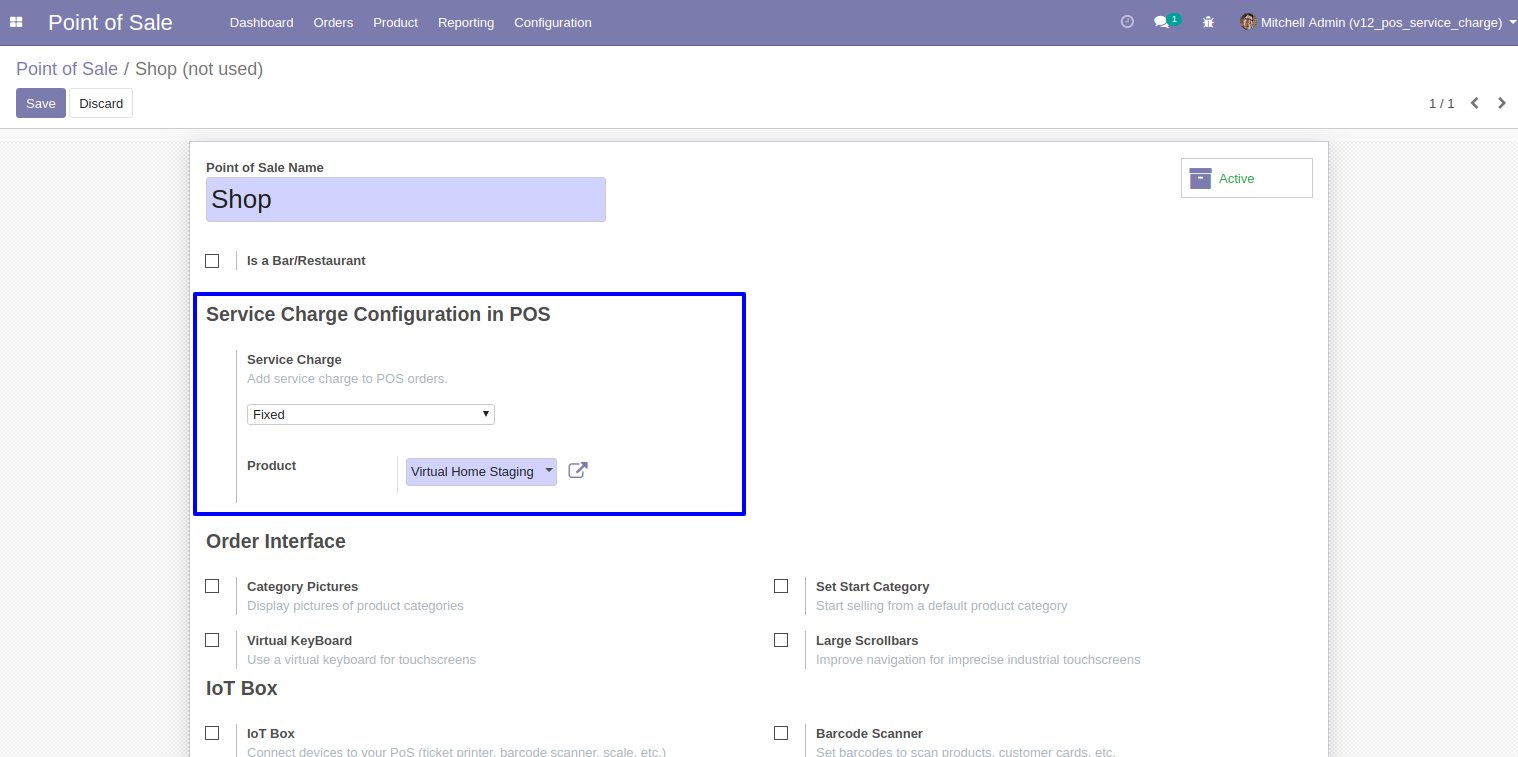 Point of Sale Dashboard Orders Product Reporting Configuration 1 Mitchell Admin (v12_pos_service_charge)
Point of Sale / Shop (not used)
Save Discard 1 / 1
Point of Sale Name
Shop
Active
Is a Bar/Restaurant
Service Charge Configuration in POS
Service Charge
Add service charge to POS orders.
Fixed
Product Virtual Home Staging
Order Interface
Category Pictures
Display pictures of product categories
Set Start Category
Start selling from a default product category
Virtual KeyBoard
Use a virtual keyboard for touchscreens
Large Scrollbars
Improve navigation for imprecise industrial touchscreens
IoT Box
IoT Box
Connect devices to your PoS (ticket printer, barcode scanner, scale, etc.)
Barcode Scanner
Set barcodes to scan products, customer cards, etc.